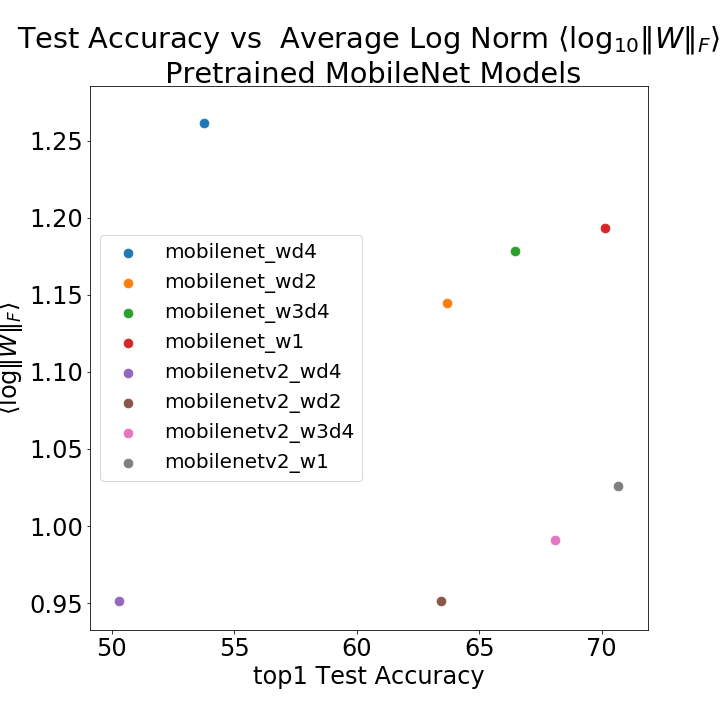 Test Accuracy vs Average Log Norm ⟨log₁₀‖W‖F⟩
Pretrained MobileNet Models
1.25
1.20
1.15
1.10
1.05
1.00
0.95
⟨log‖W‖F⟩
mobilenet_wd4
mobilenet_wd2
mobilenet_w3d4
mobilenet_w1
mobilenetv2_wd4
mobilenetv2_wd2
mobilenetv2_w3d4
mobilenetv2_w1
50 55 60 65 70
top1 Test Accuracy